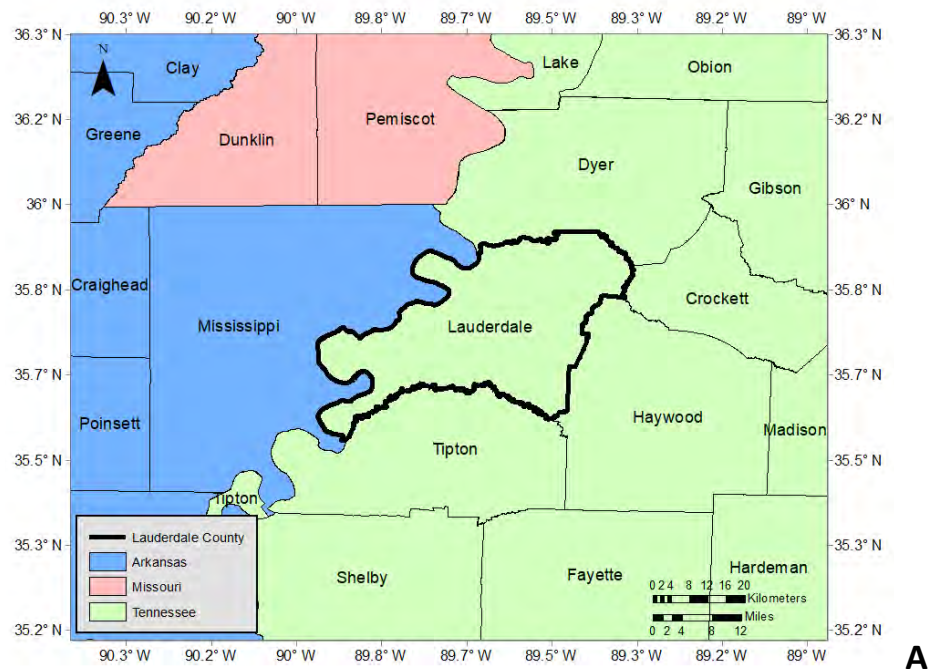 90.3° W 90.2° W 90° W 89.8° W 89.7° W 89.5° W 89.3° W 89.2° W 89° W
36.3° N 36.3° N
N
Clay
Lake
Obion
36.2° N 36.2° N
Greene
Dunklin
Pemiscot
Dyer
Gibson
36° N 36° N
Craighead
35.8° N 35.8° N
Mississippi
Lauderdale
Crockett
35.7° N 35.7° N
Poinsett
Haywood
Madison
Tipton
35.5° N 35.5° N
Tipton
35.3° N 35.3° N
Lauderdale County
Arkansas
Missouri
Tennessee
Shelby
Fayette
Hardeman
0 2 4 8 12 16 20
Kilometers
Miles
0 2 4 8 12
35.2° N 35.2° N
90.3° W 90.2° W 90° W 89.8° W 89.7° W 89.5° W 89.3° W 89.2° W 89° W
A